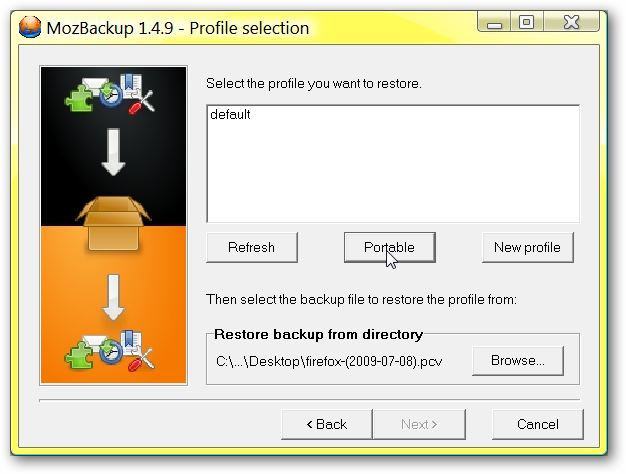 MozBackup 1.4.9 - Profile selection
Select the profile you want to restore.
default
Refresh
Portable
New profile
Then select the backup file to restore the profile from:
Restore backup from directory
C:\...\Desktop\firefox-(2009-07-08).pcv
Browse...
< Back
Next >
Cancel